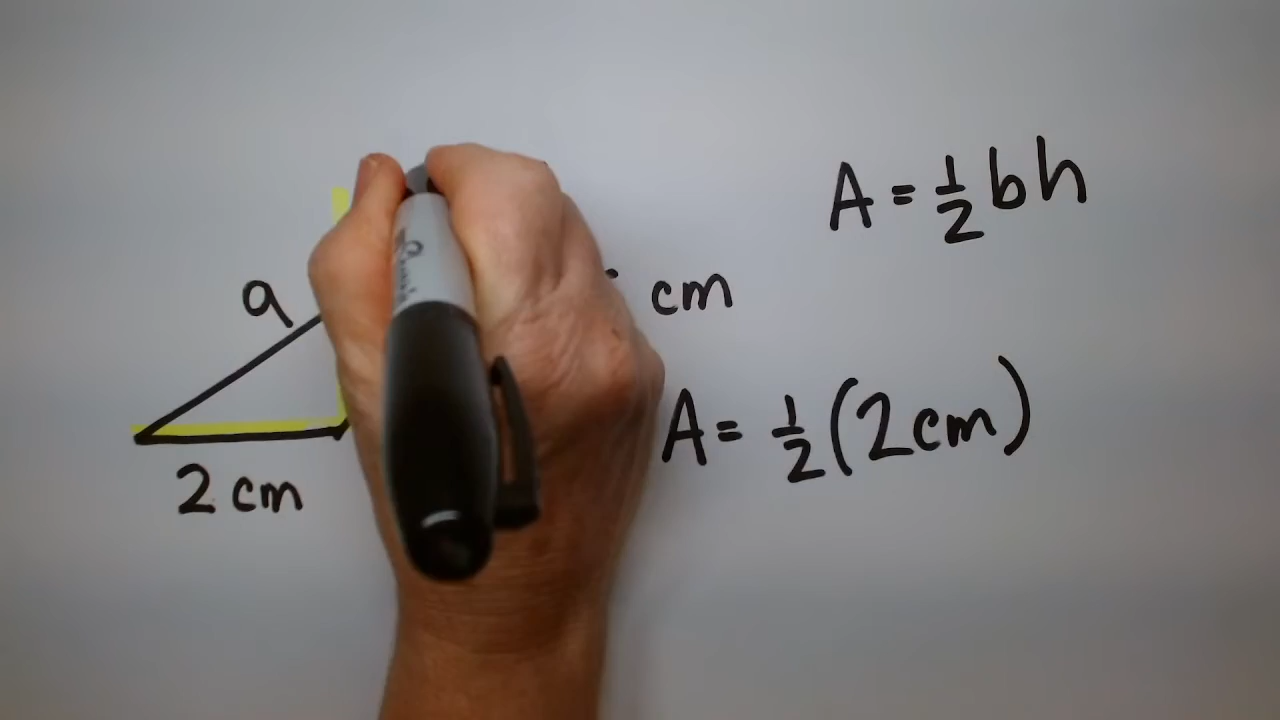 A = ½bh
a
cm
A = ½(2cm)
2 cm